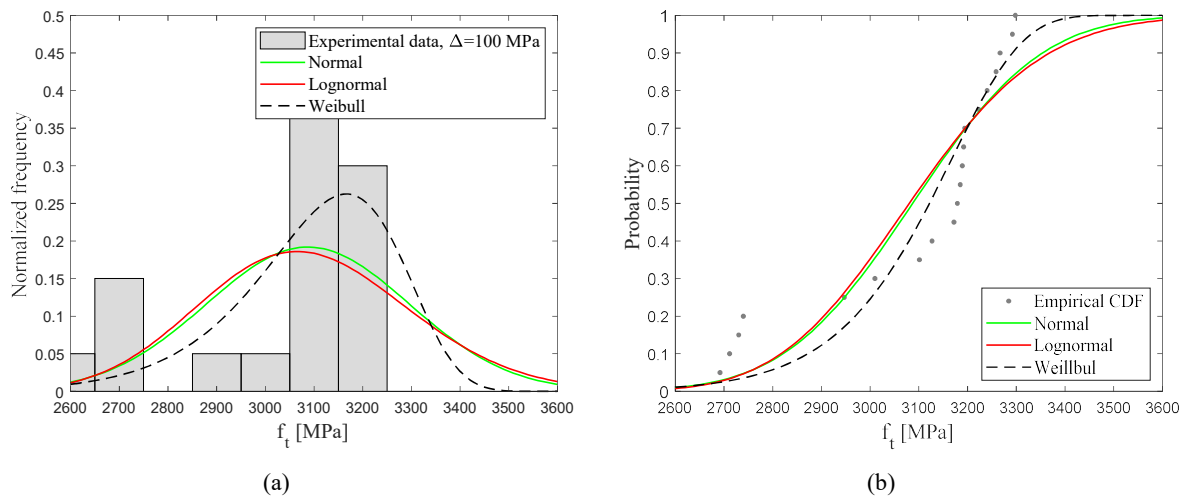 0.5
0.45
0.4
0.35
0.3
0.25
0.2
0.15
0.1
0.05
0
Normalized frequency
Experimental data, Δ=100 MPa
Normal
Lognormal
Weibull
2600 2700 2800 2900 3000 3100 3200 3300 3400 3500 3600
f_t [MPa]
(a)
1
0.9
0.8
0.7
0.6
0.5
0.4
0.3
0.2
0.1
0
Probability
Empirical CDF
Normal
Lognormal
Weillbul
2600 2700 2800 2900 3000 3100 3200 3300 3400 3500 3600
f_t [MPa]
(b)